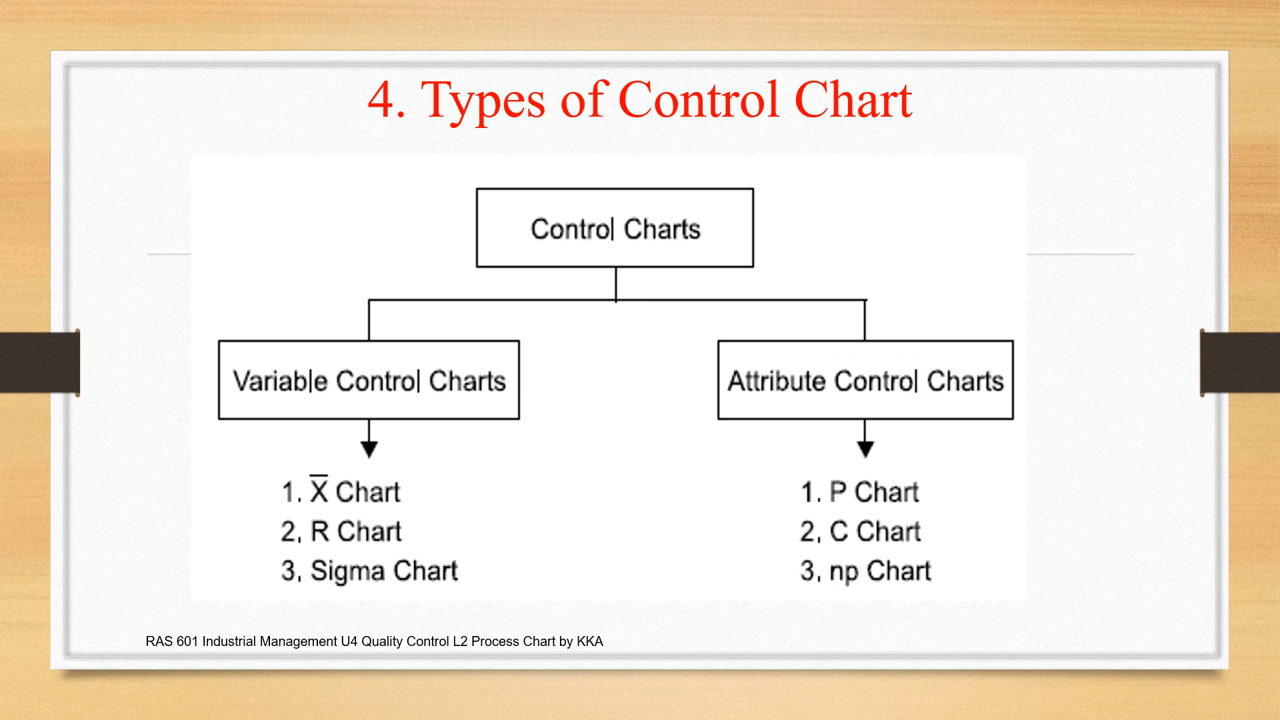 4. Types of Control Chart
Control Charts
Variable Control Charts
Attribute Control Charts
1. X̅ Chart
2, R Chart
3, Sigma Chart
1. P Chart
2, C Chart
3, np Chart
RAS 601 Industrial Management U4 Quality Control L2 Process Chart by KKA